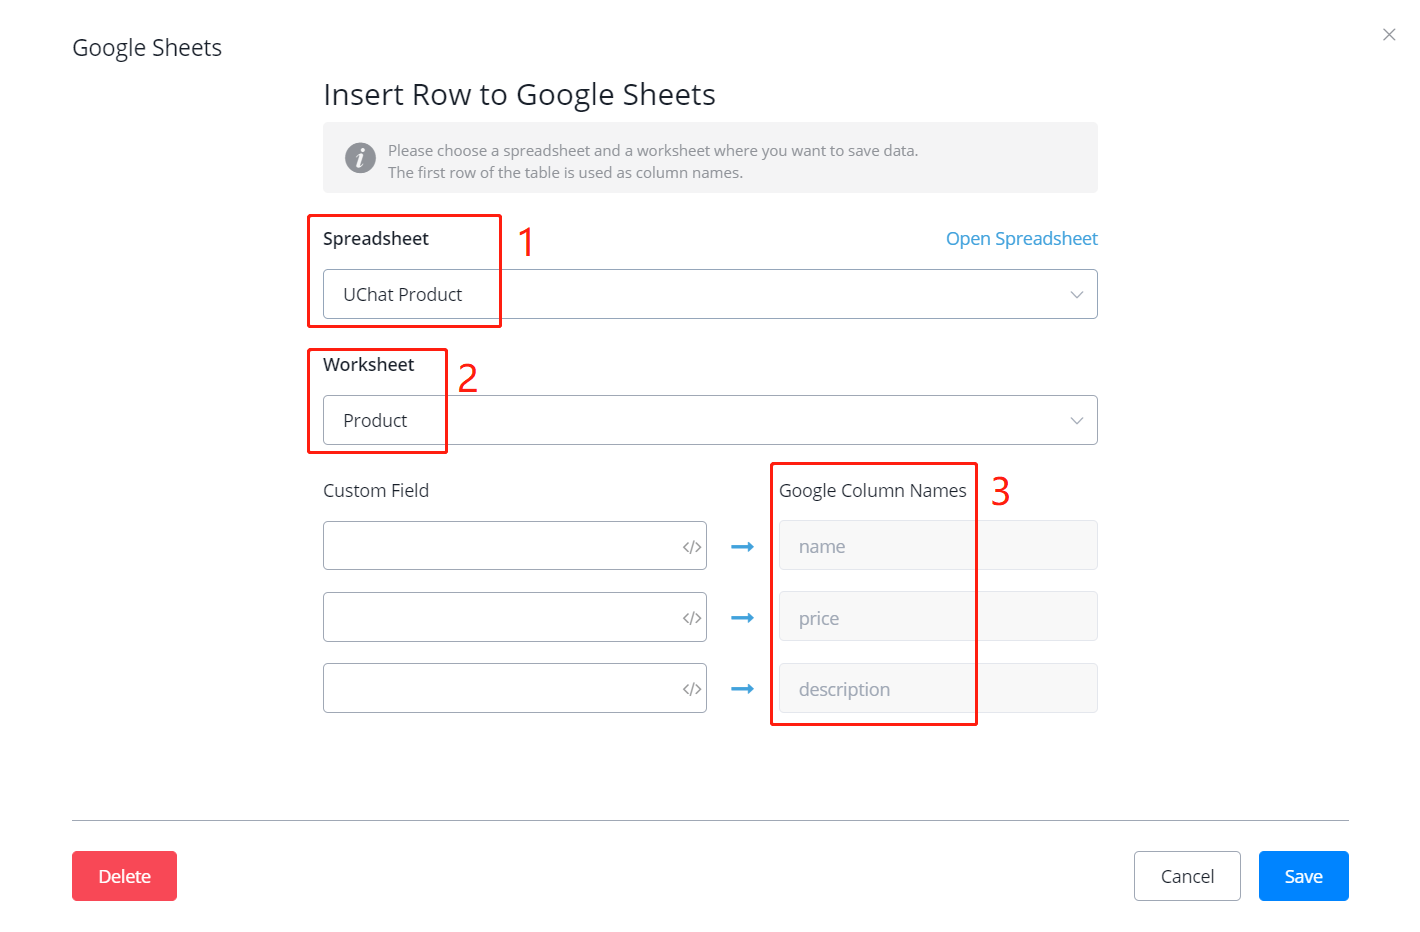 Google Sheets
Insert Row to Google Sheets
Please choose a spreadsheet and a worksheet where you want to save data.
The first row of the table is used as column names.
Spreadsheet
1
Open Spreadsheet
UChat Product
Worksheet
2
Product
Custom Field
Google Column Names
3
</>
name
</>
price
</>
description
Delete
Cancel
Save